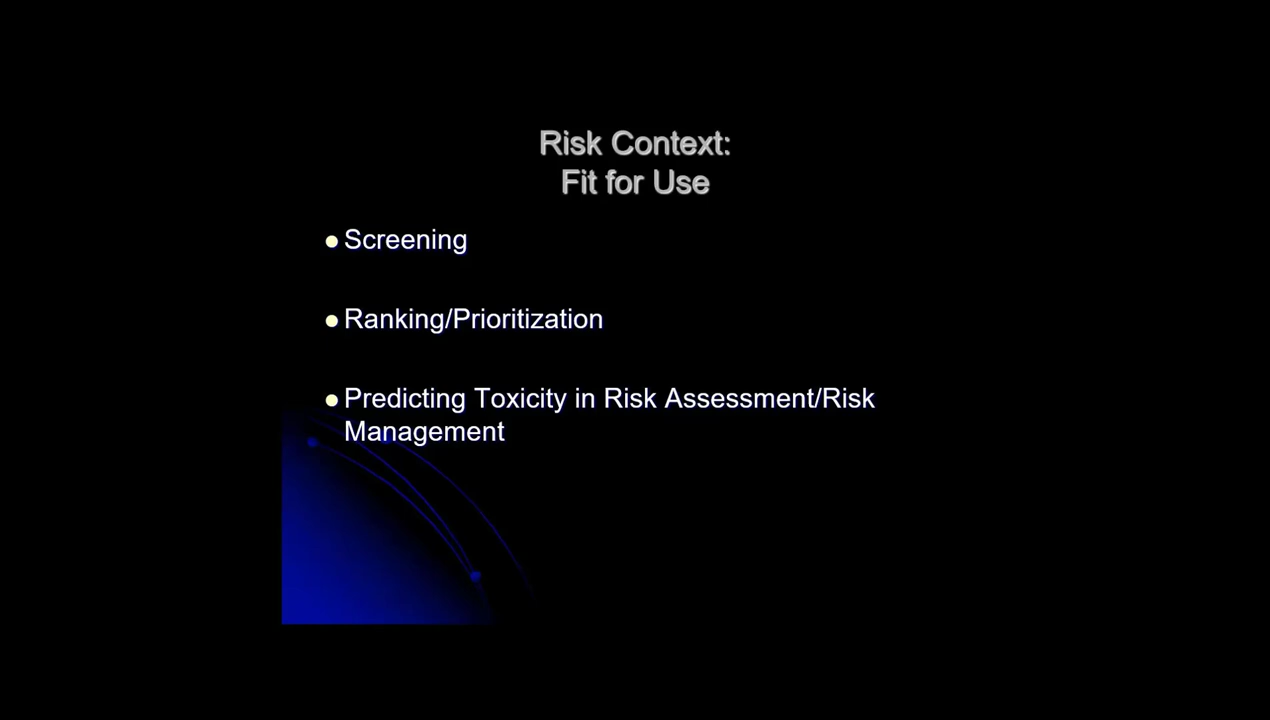 Risk Context:
Fit for Use
● Screening
● Ranking/Prioritization
● Predicting Toxicity in Risk Assessment/Risk
Management